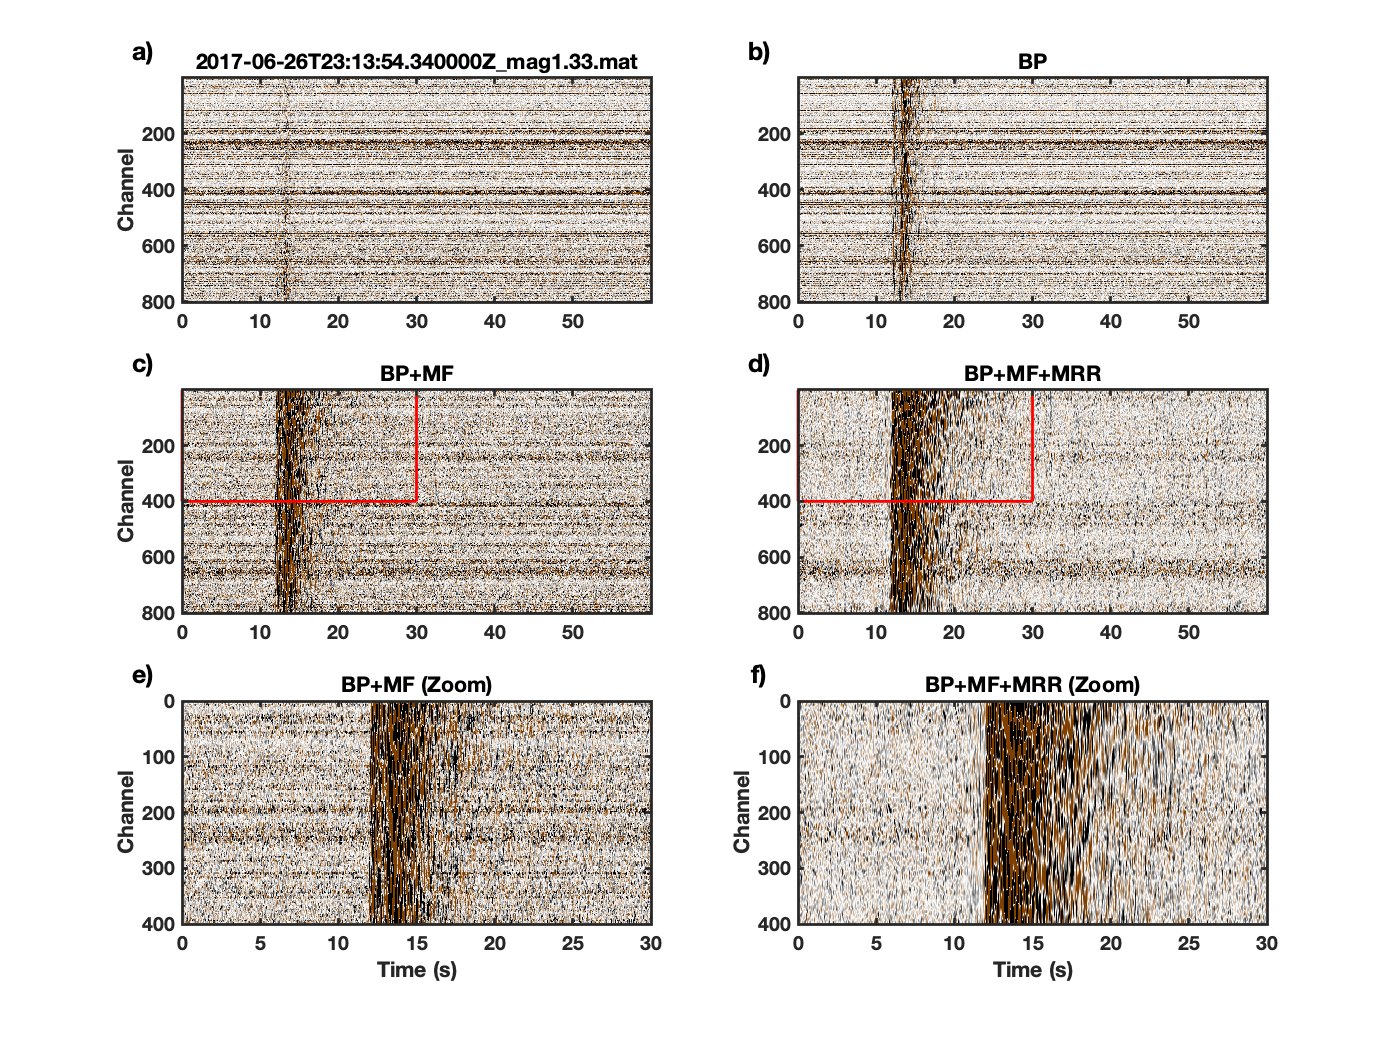 a)
2017-06-26T23:13:54.340000Z_mag1.33.mat
Channel
200
400
600
800
0 10 20 30 40 50
b)
BP
200
400
600
800
0 10 20 30 40 50
c)
BP+MF
Channel
200
400
600
800
0 10 20 30 40 50
d)
BP+MF+MRR
200
400
600
800
0 10 20 30 40 50
e)
BP+MF (Zoom)
Channel
0
100
200
300
400
0 5 10 15 20 25 30
Time (s)
f)
BP+MF+MRR (Zoom)
Channel
0
100
200
300
400
0 5 10 15 20 25 30
Time (s)